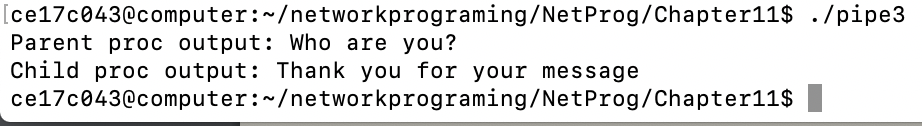 [ce17c043@computer:~/networkprograming/NetProg/Chapter11$ ./pipe3
Parent proc output: Who are you?
Child proc output: Thank you for your message
ce17c043@computer:~/networkprograming/NetProg/Chapter11$